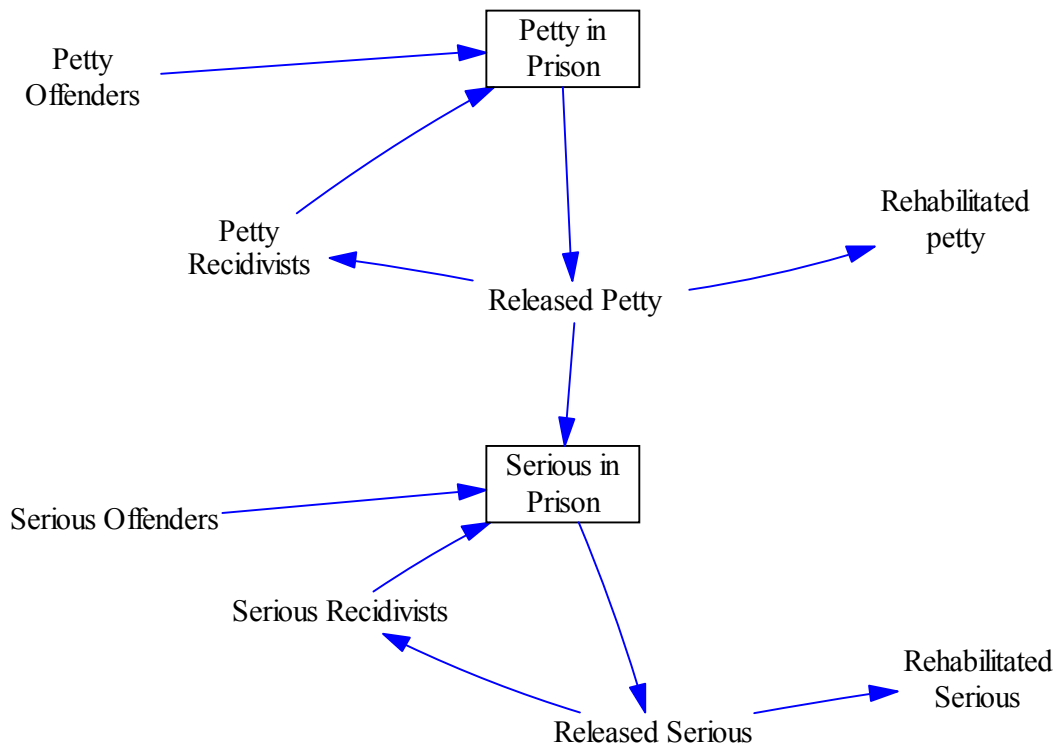 Petty in
Prison
Petty
Offenders
Rehabilitated
petty
Petty
Recidivists
Released Petty
Serious in
Prison
Serious Offenders
Serious Recidivists
Rehabilitated
Serious
Released Serious